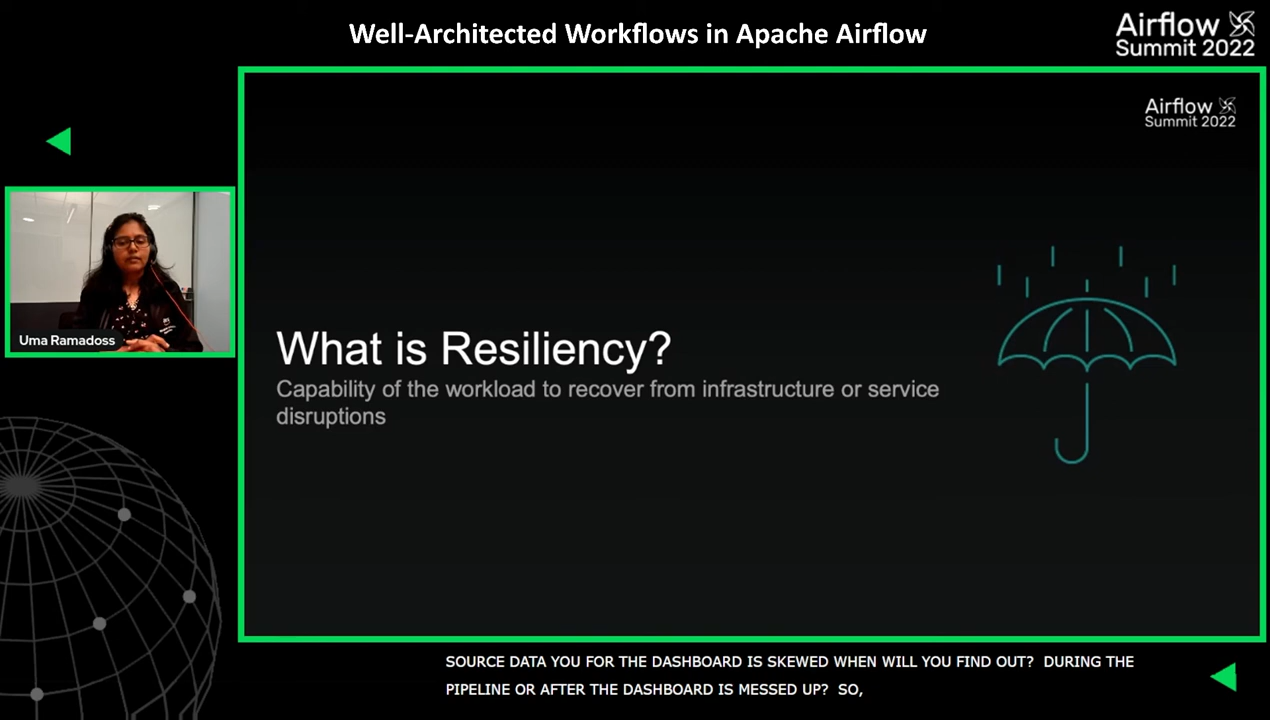 Well-Architected Workflows in Apache Airflow
Airflow
Summit 2022
Airflow
Summit 2022
Uma Ramadoss
What is Resiliency?
Capability of the workload to recover from infrastructure or service
disruptions
SOURCE DATA YOU FOR THE DASHBOARD IS SKEWED WHEN WILL YOU FIND OUT? DURING THE
PIPELINE OR AFTER THE DASHBOARD IS MESSED UP? SO,